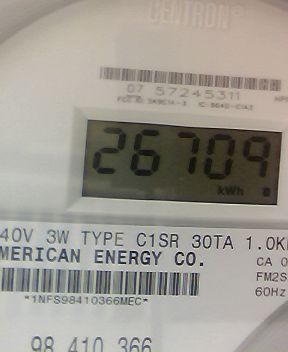 CENTRON®
07 57245311
26709
kWh
40V 3W TYPE C1SR 30TA 1.0K
MERICAN ENERGY CO.
CA 0
FM2S
*1NFS98410366MEC*
60Hz
98 410 366